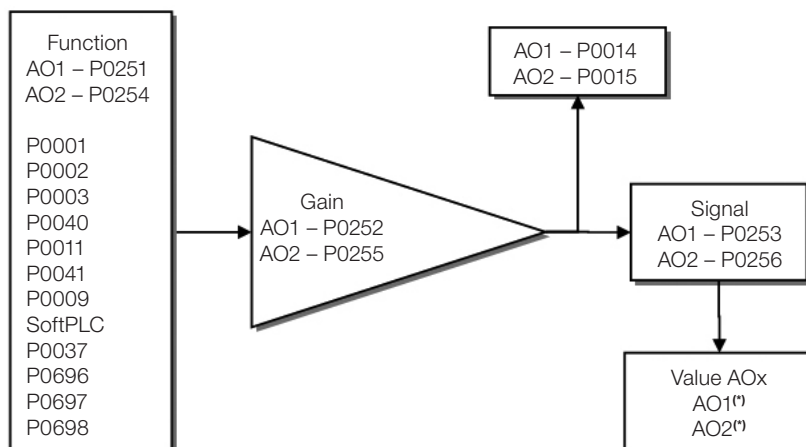 Function
AO1 – P0251
AO2 – P0254
P0001
P0002
P0003
P0040
P0011
P0041
P0009
SoftPLC
P0037
P0696
P0697
P0698
Gain
AO1 – P0252
AO2 – P0255
AO1 – P0014
AO2 – P0015
Signal
AO1 – P0253
AO2 – P0256
Value AOx
AO1(*)
AO2(*)